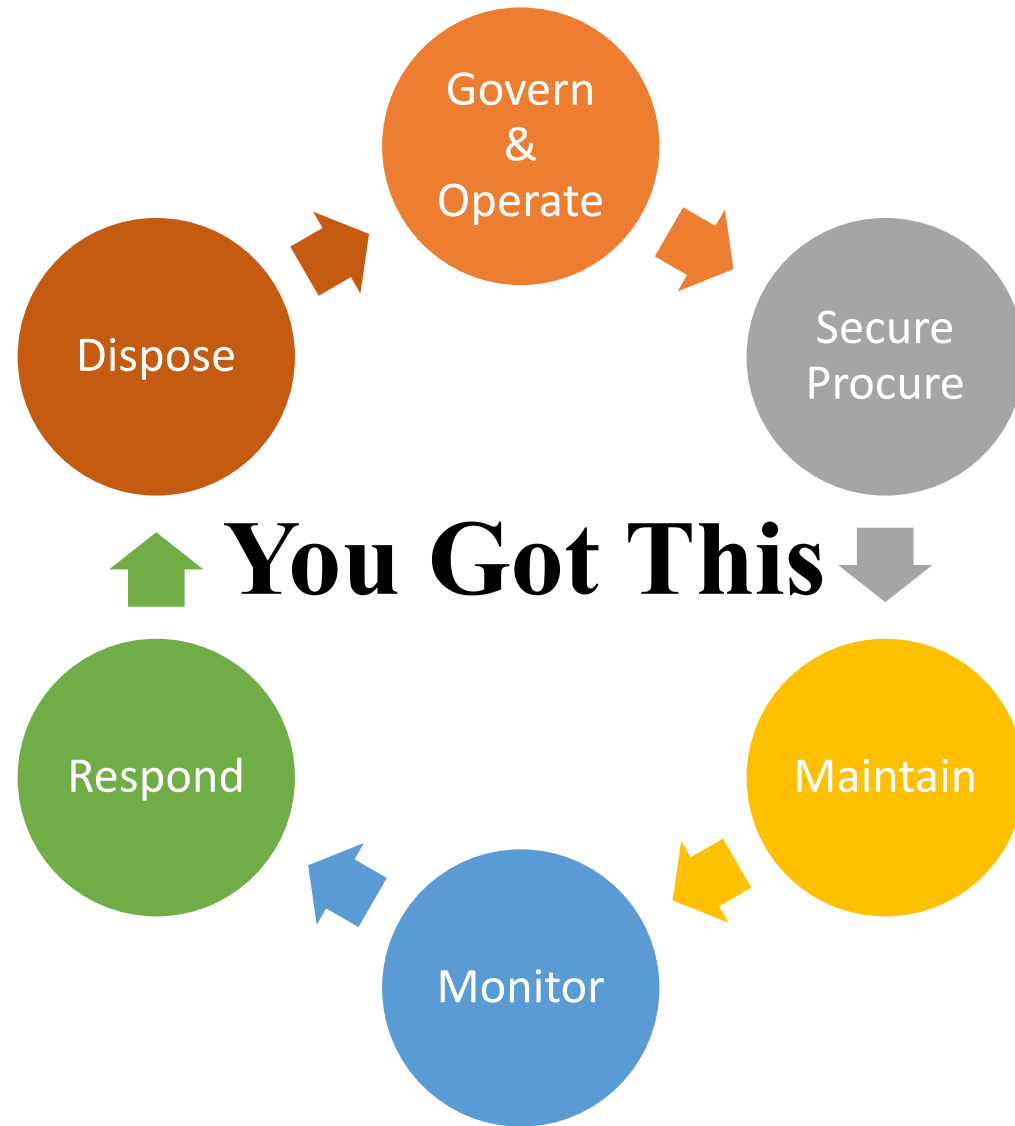 Govern
&
Operate
Secure
Procure
Maintain
Monitor
Respond
Dispose
You Got This